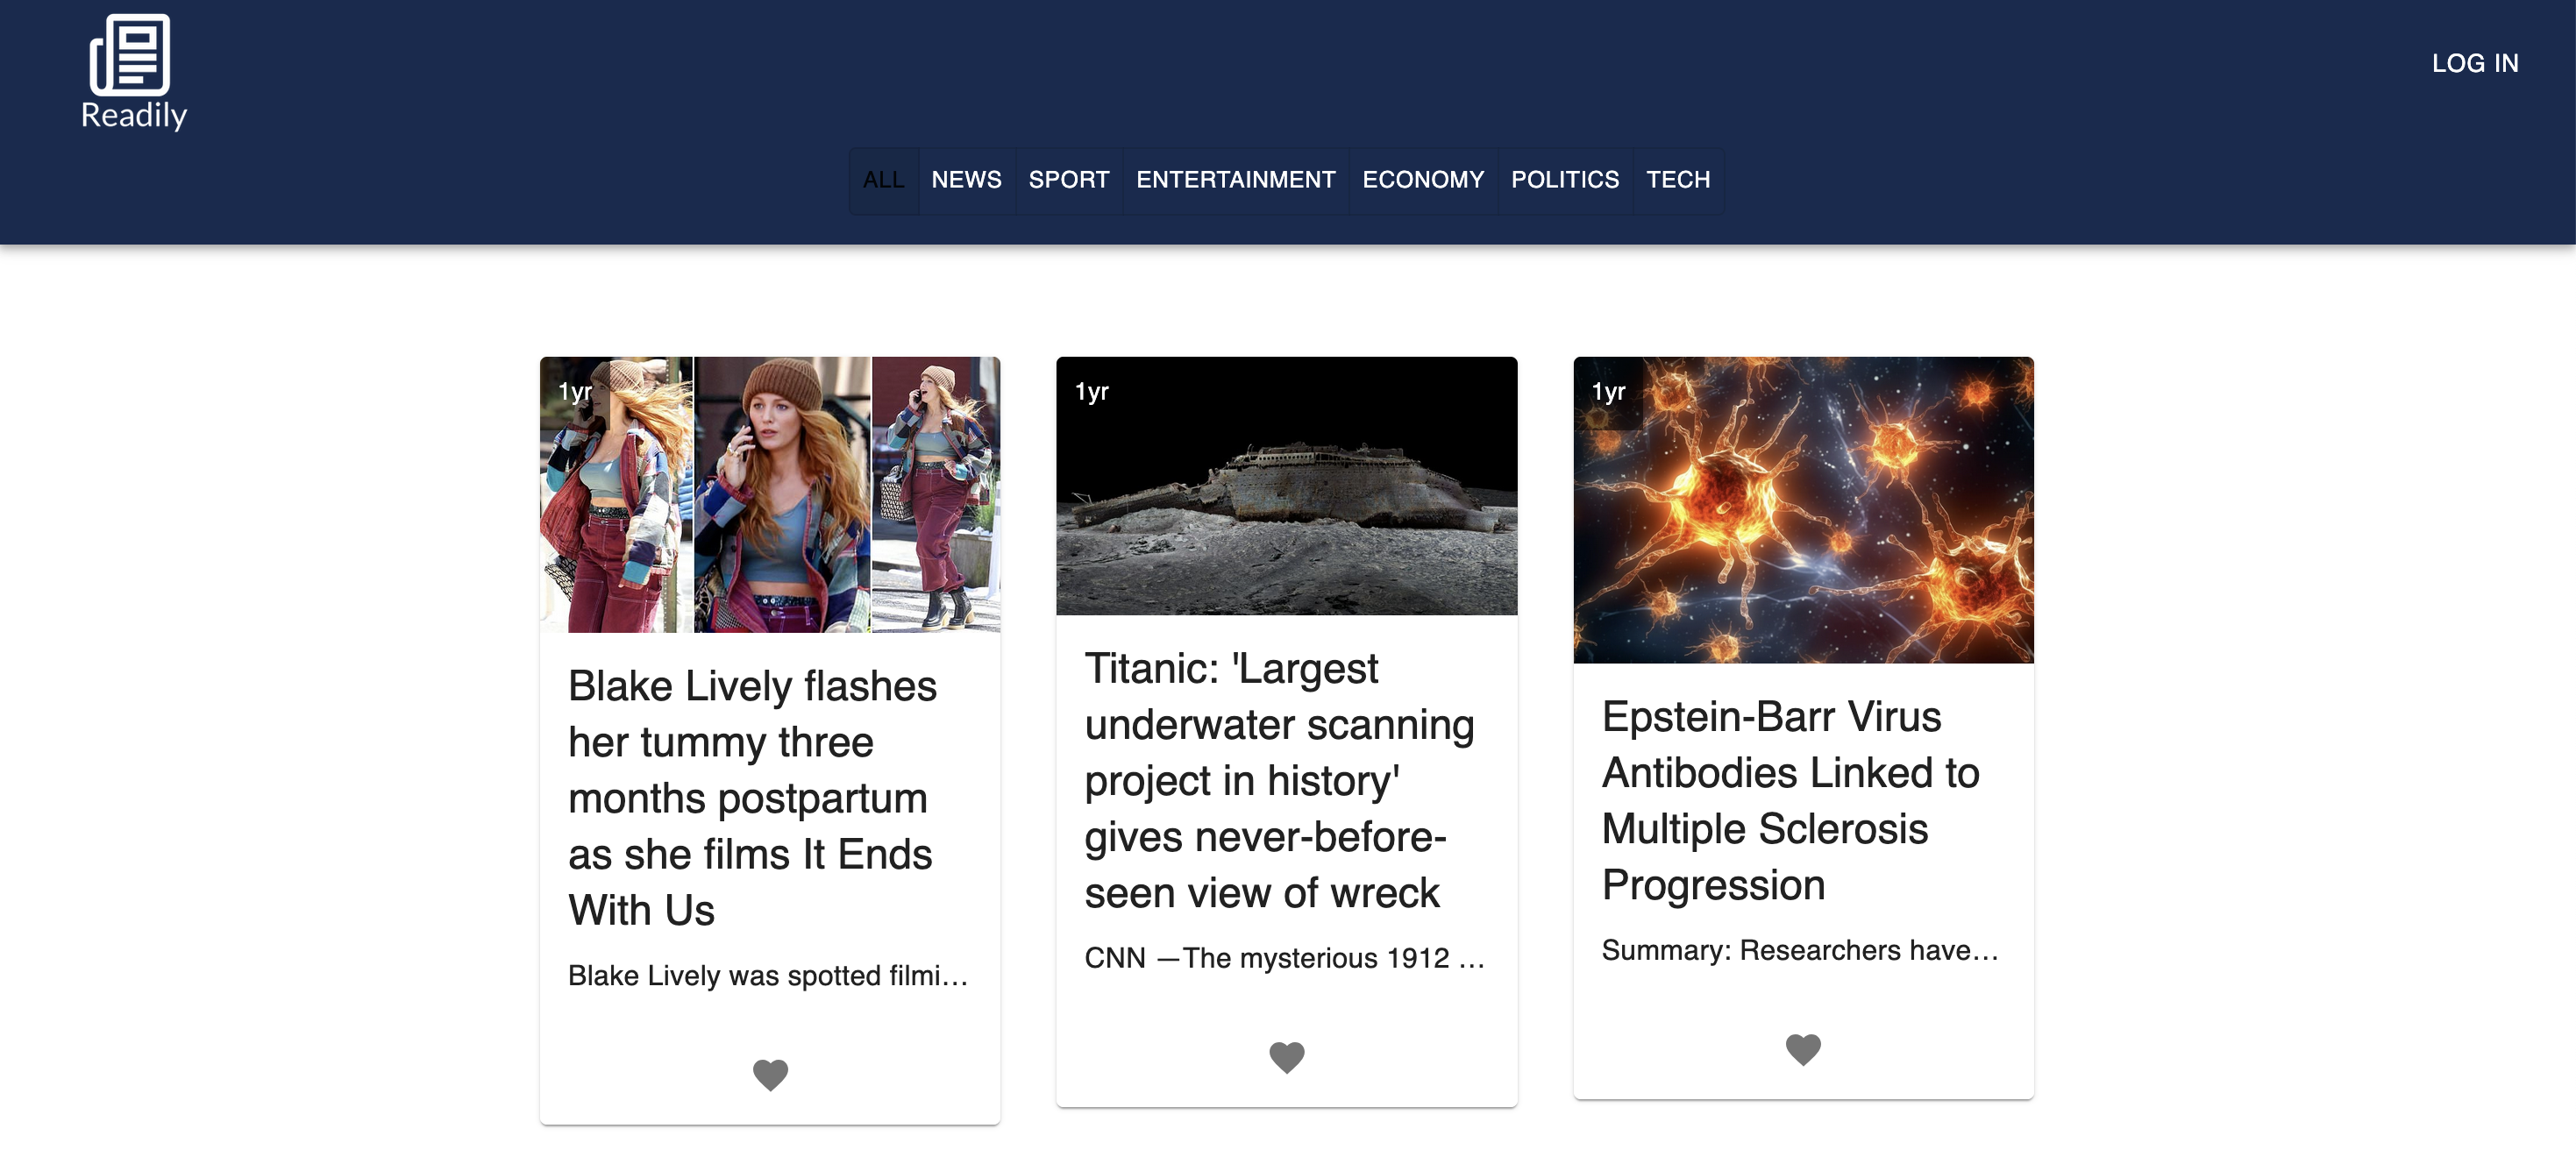 Readily
LOG IN
ALL NEWS SPORT ENTERTAINMENT ECONOMY POLITICS TECH
1yr
Blake Lively flashes
her tummy three
months postpartum
as she films It Ends
With Us
Blake Lively was spotted filmi...
1yr
Titanic: 'Largest
underwater scanning
project in history'
gives never-before-
seen view of wreck
CNN —The mysterious 1912 ...
1yr
Epstein-Barr Virus
Antibodies Linked to
Multiple Sclerosis
Progression
Summary: Researchers have...